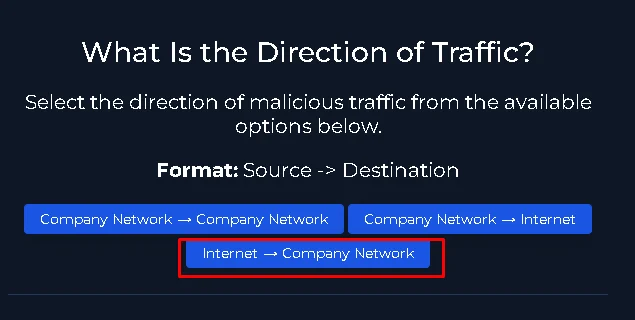 What Is the Direction of Traffic?
Select the direction of malicious traffic from the available
options below.
Format: Source -> Destination
Company Network → Company Network
Company Network → Internet
Internet → Company Network